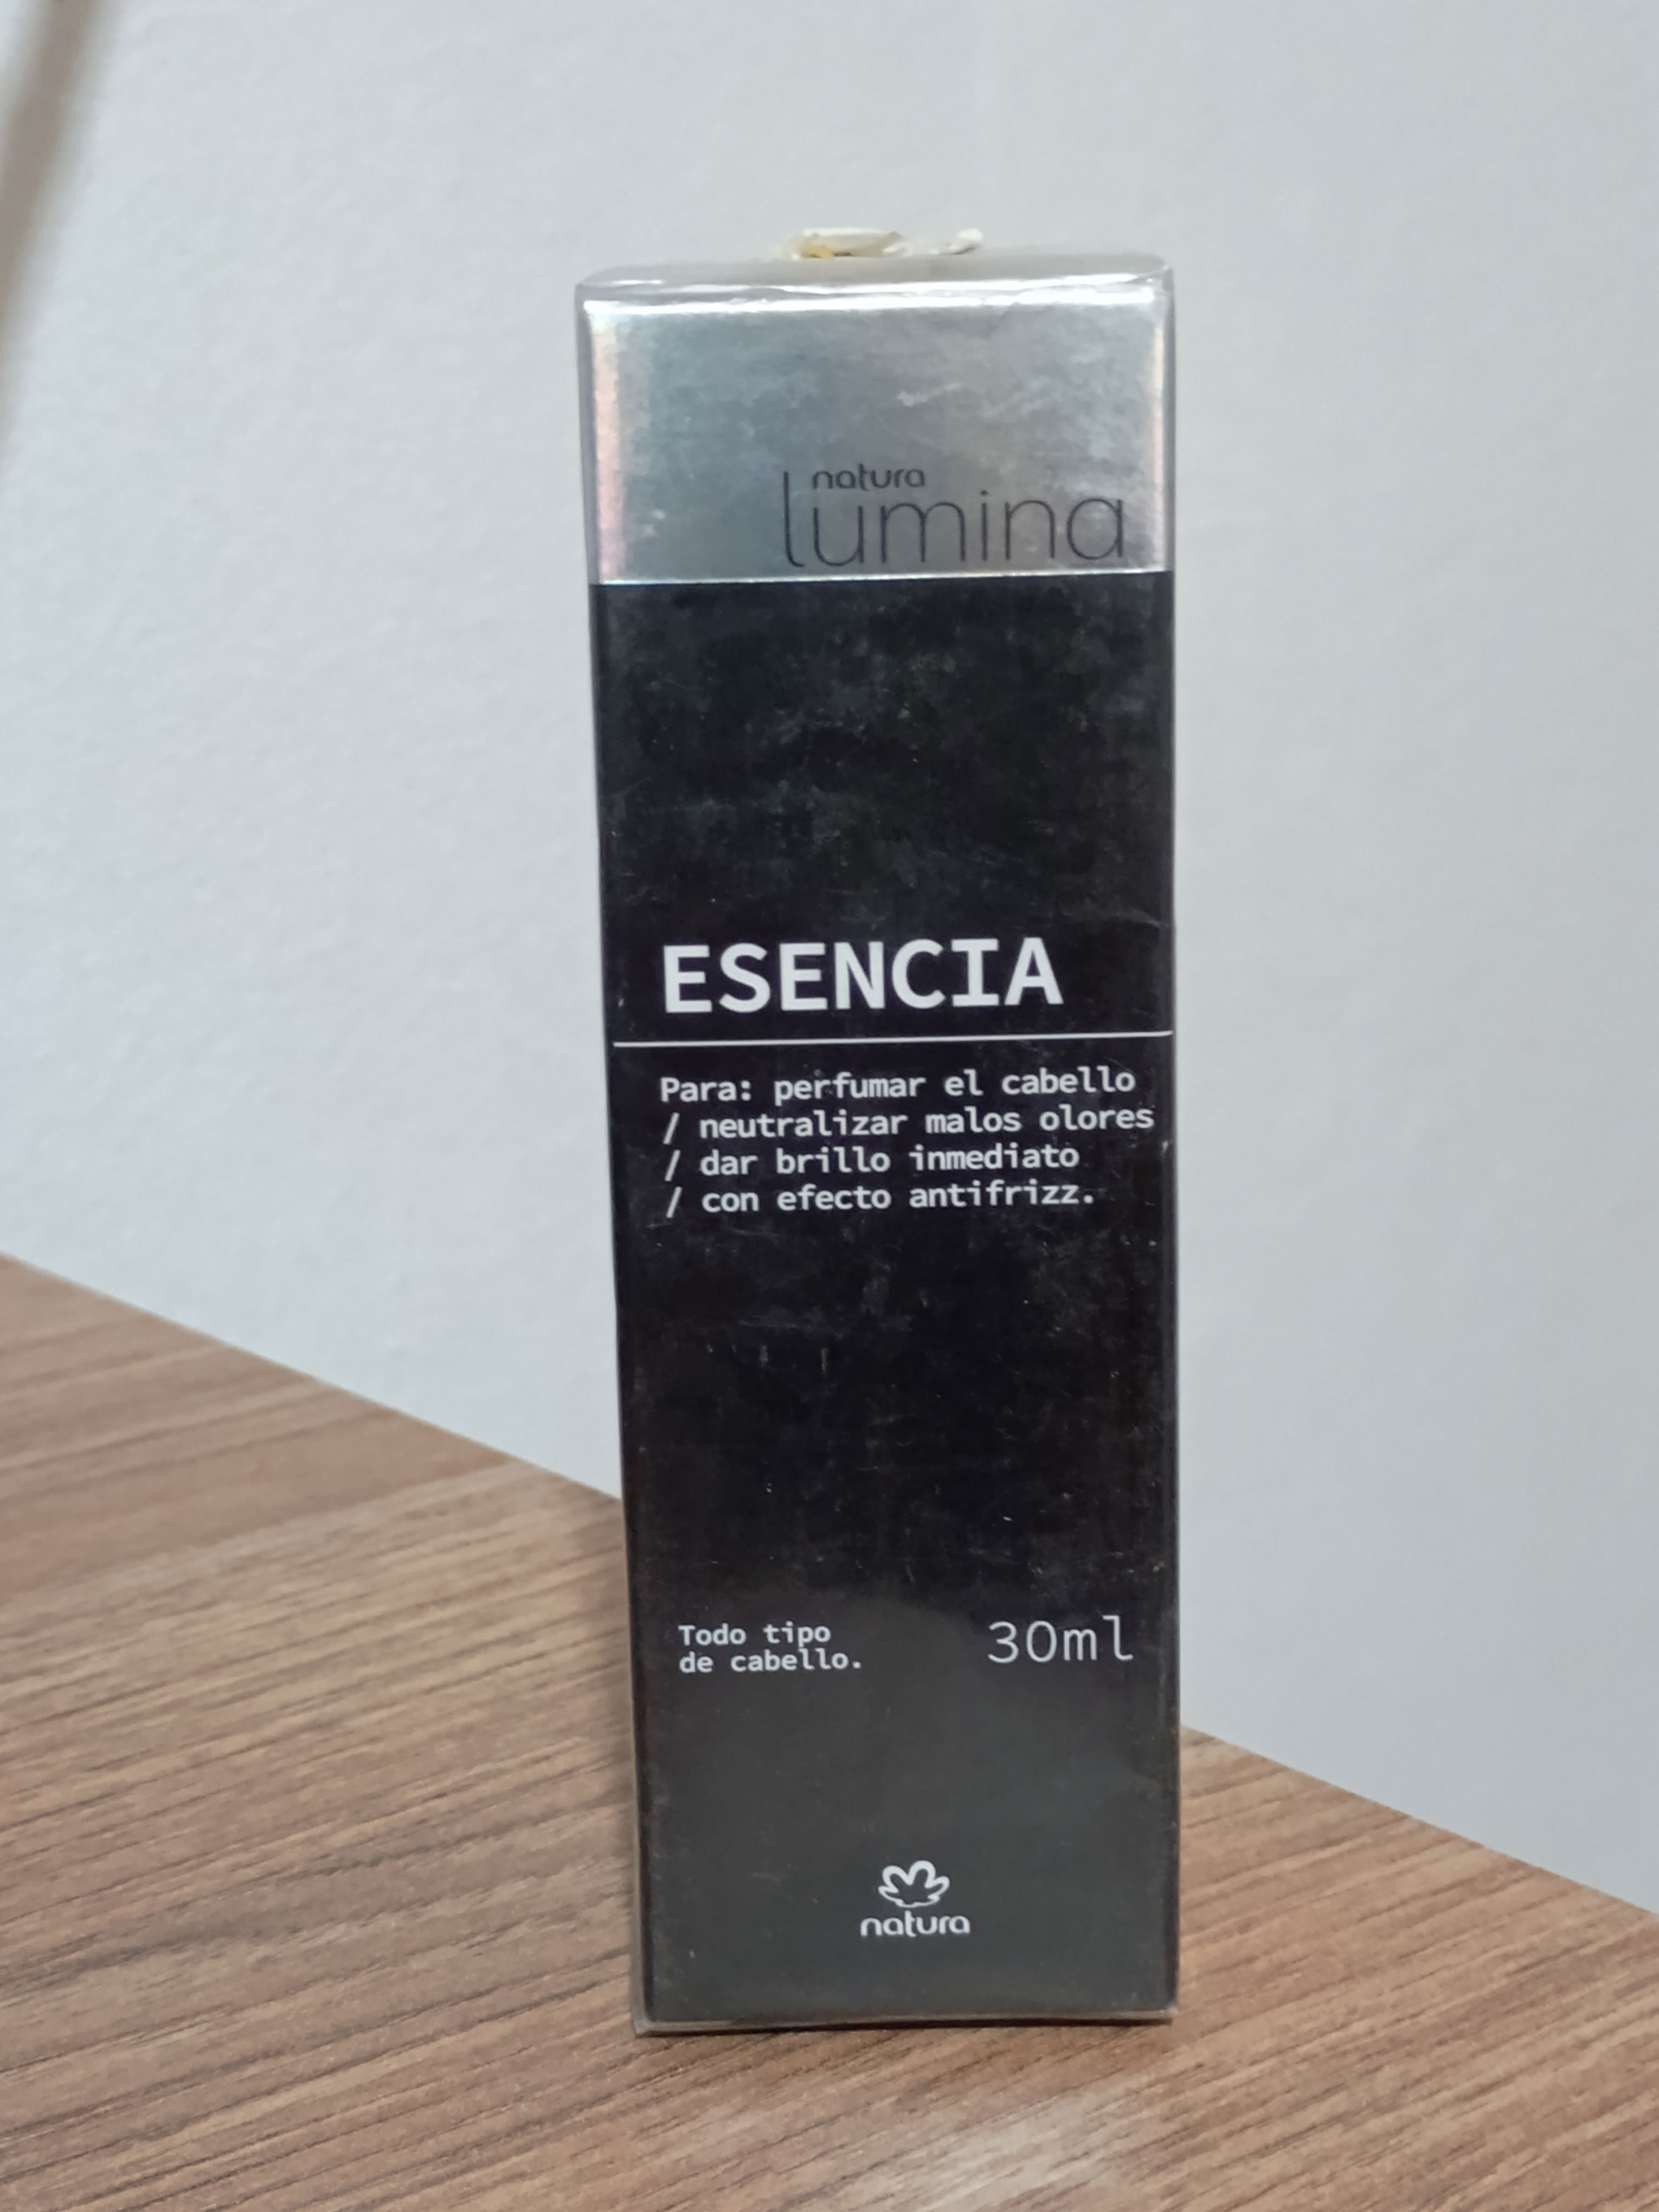 natura
lumina
ESENCIA
Para: perfumar el cabello
/ neutralizar malos olores
/ dar brillo inmediato
/ con efecto antifrizz.
Todo tipo
de cabello.
30ml
natura